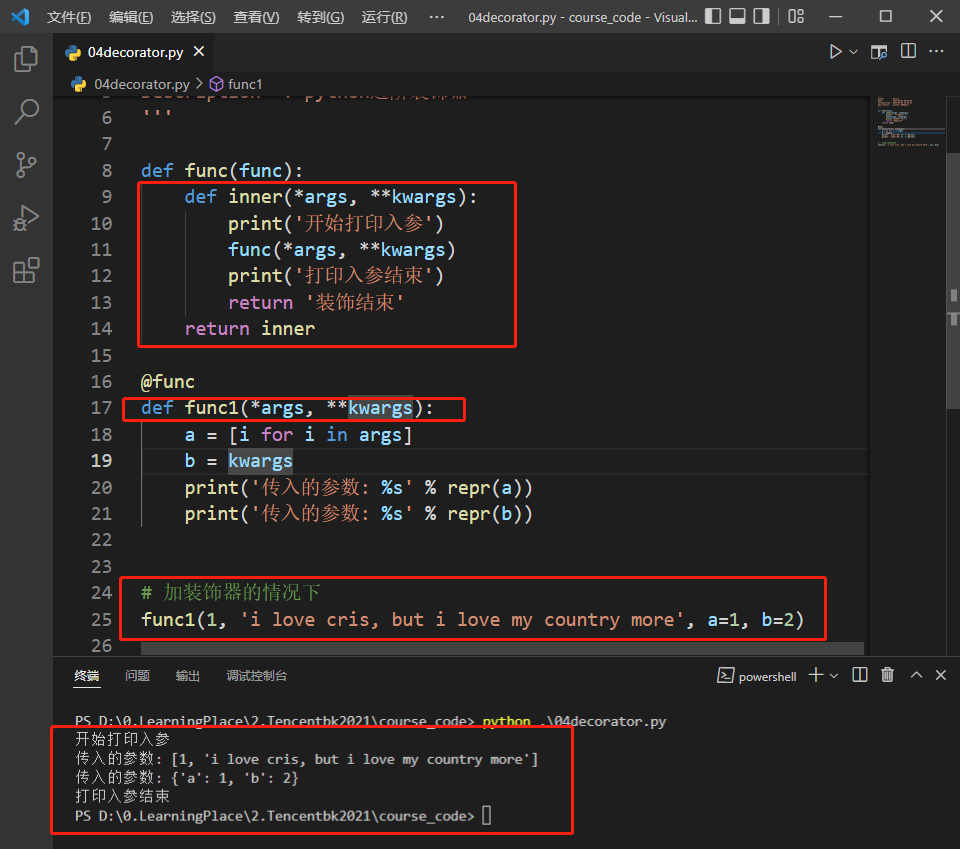 文件(F) 编辑(E) 选择(S) 查看(V) 转到(G) 运行(R) ··· 04decorator.py - course_code - Visual...
04decorator.py
04decorator.py > func1
6 '''
7
8 def func(func):
9 def inner(*args, **kwargs):
10 print('开始打印入参')
11 func(*args, **kwargs)
12 print('打印入参结束')
13 return '装饰结束'
14 return inner
15
16 @func
17 def func1(*args, **kwargs):
18 a = [i for i in args]
19 b = kwargs
20 print('传入的参数: %s' % repr(a))
21 print('传入的参数: %s' % repr(b))
22
23
24 # 加装饰器的情况下
25 func1(1, 'i love cris, but i love my country more', a=1, b=2)
26
终端 问题 输出 调试控制台 powershell
PS D:\0.LearningPlace\2.Tencentbk2021\course_code> python .\04decorator.py
开始打印入参
传入的参数: [1, 'i love cris, but i love my country more']
传入的参数: {'a': 1, 'b': 2}
打印入参结束
PS D:\0.LearningPlace\2.Tencentbk2021\course_code>